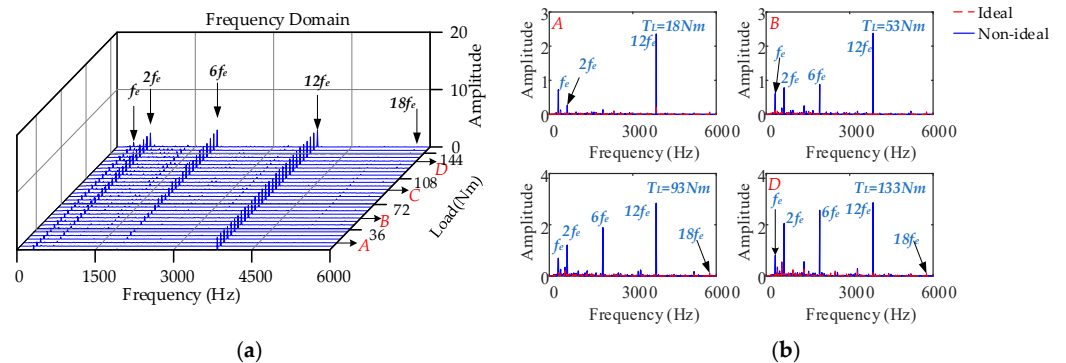 Frequency Domain
20
10
0
Amplitude
fe
2fe
6fe
12fe
18fe
144
D
108
C
72
B
36
A
Load(Nm)
0
1500
3000
4500
6000
Frequency (Hz)
(a)
A
TL=18Nm
12fe
fe
2fe
3
2
1
0
Amplitude
0
3000
6000
Frequency (Hz)
B
TL=53Nm
12fe
fe
2fe
6fe
3
2
1
0
Amplitude
0
3000
6000
Frequency (Hz)
Ideal
Non-ideal
TL=93Nm
12fe
6fe
2fe
fe
18fe
4
3
2
1
0
Amplitude
0
3000
6000
Frequency (Hz)
D
TL=133Nm
fe
2fe
6fe
12fe
18fe
4
3
2
1
0
Amplitude
0
3000
6000
Frequency (Hz)
(b)